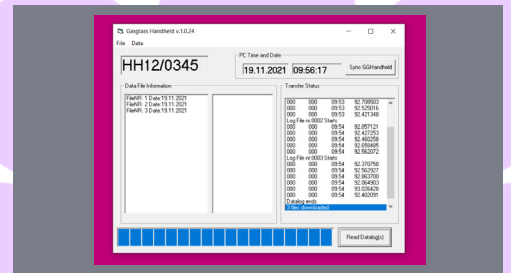 Gasglass Handheld v.1.0.24
File Data
HH12/0345
PC Time and Date
19.11.2021 09:56:17
Sync GGHandheld
Data File Information
FileNR: 1 Date:19.11.2021
FileNR: 2 Date:19.11.2021
FileNR: 3 Date:19.11.2021
Transfer Status
000 000 09:53 92.708583
000 000 09:53 92.525016
000 000 09:53 92.421348
Log File nr:0002 Starts
000 000 09:54 92.857121
000 000 09:54 92.427253
000 000 09:54 92.460258
000 000 09:54 92.658485
000 000 09:54 92.562072
Log File nr:0003 Starts
000 000 09:54 92.370758
000 000 09:54 92.562927
000 000 09:54 92.863780
000 000 09:54 92.864903
000 000 09:54 93.026428
000 000 09:54 92.402091
Datalog ends
3 files downloaded
Read Datalog(s)